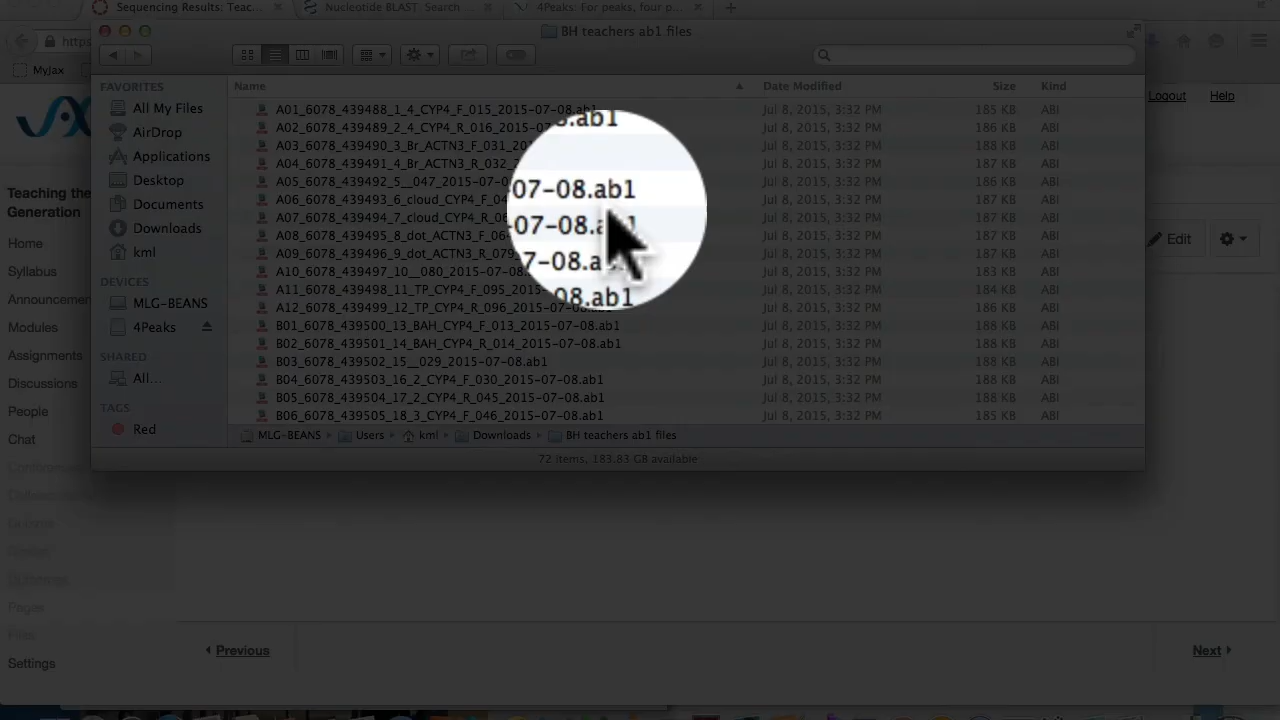 Sequencing Results: Teac...
Nucleotide BLAST: Search...
4Peaks: For peaks, four p...
BH teachers ab1 files
https
MyJax
Logout
Help
Teaching the
Generation
Home
Syllabus
Announcemen
Modules
Assignments
Discussions
People
Chat
Pages
Files
Settings
Edit
FAVORITES
All My Files
AirDrop
Applications
Desktop
Documents
Downloads
kml
DEVICES
MLG-BEANS
4Peaks
SHARED
All...
TAGS
Red
Name Date Modified Size Kind
A01_6078_439488_1_4_CYP4_F_015_2015-07-08.ab1 Jul 8, 2015, 3:32 PM 185 KB ABI
A02_6078_439489_2_4_CYP4_R_016_2015-07-08.ab1 Jul 8, 2015, 3:32 PM 186 KB ABI
A03_6078_439490_3_Br_ACTN3_F_031_20 Jul 8, 2015, 3:32 PM 187 KB ABI
A04_6078_439491_4_Br_ACTN3_R_032_ Jul 8, 2015, 3:32 PM 187 KB ABI
A05_6078_439492_5__047_2015-07-0 Jul 8, 2015, 3:32 PM 186 KB ABI
A06_6078_439493_6_cloud_CYP4_F_04 Jul 8, 2015, 3:32 PM 188 KB ABI
A07_6078_439494_7_cloud_CYP4_R_06 Jul 8, 2015, 3:32 PM 187 KB ABI
A08_6078_439495_8_dot_ACTN3_F_06 Jul 8, 2015, 3:32 PM 187 KB ABI
A09_6078_439496_9_dot_ACTN3_R_079 Jul 8, 2015, 3:32 PM 188 KB ABI
A10_6078_439497_10__080_2015-07-0 Jul 8, 2015, 3:32 PM 187 KB ABI
A11_6078_439498_11_TP_CYP4_F_095_201 Jul 8, 2015, 3:32 PM 188 KB ABI
A12_6078_439499_12_TP_CYP4_R_096_2015 Jul 8, 2015, 3:32 PM 188 KB ABI
B01_6078_439500_13_BAH_CYP4_F_013_2015-07-08.ab1 Jul 8, 2015, 3:32 PM 186 KB ABI
B02_6078_439501_14_BAH_CYP4_R_014_2015-07-08.ab1 Jul 8, 2015, 3:32 PM 188 KB ABI
B03_6078_439502_15__029_2015-07-08.ab1 Jul 8, 2015, 3:32 PM 188 KB ABI
B04_6078_439503_16_2_CYP4_F_030_2015-07-08.ab1 Jul 8, 2015, 3:32 PM 188 KB ABI
B05_6078_439504_17_2_CYP4_R_045_2015-07-08.ab1 Jul 8, 2015, 3:32 PM 188 KB ABI
B06_6078_439505_18_3_CYP4_F_046_2015-07-08.ab1 Jul 8, 2015, 3:32 PM 185 KB ABI
s.ab1
07-08.ab1
-07-08.a
7-08.a
08.ab1
MLG-BEANS Users kml Downloads BH teachers ab1 files
72 items, 183.83 GB available
Previous
Next